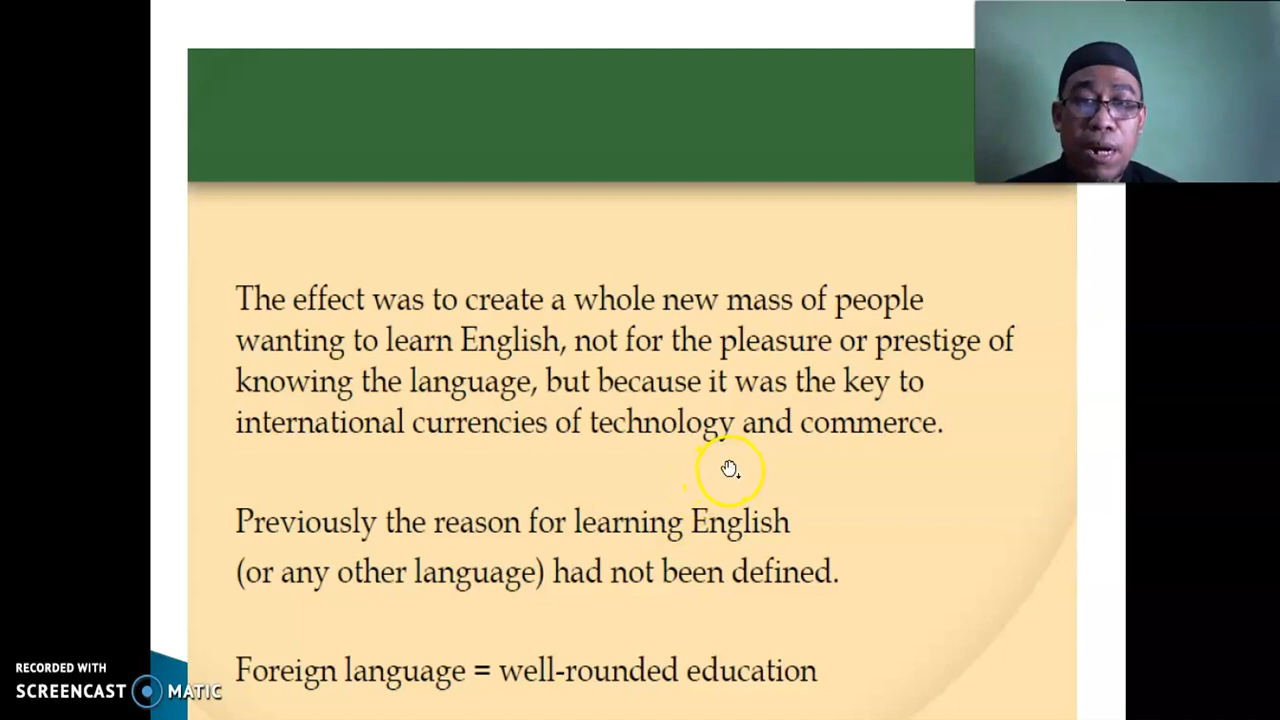 The effect was to create a whole new mass of people
wanting to learn English, not for the pleasure or prestige of
knowing the language, but because it was the key to
international currencies of technology and commerce.
Previously the reason for learning English
(or any other language) had not been defined.
Foreign language = well-rounded education
RECORDED WITH
SCREENCAST MATIC